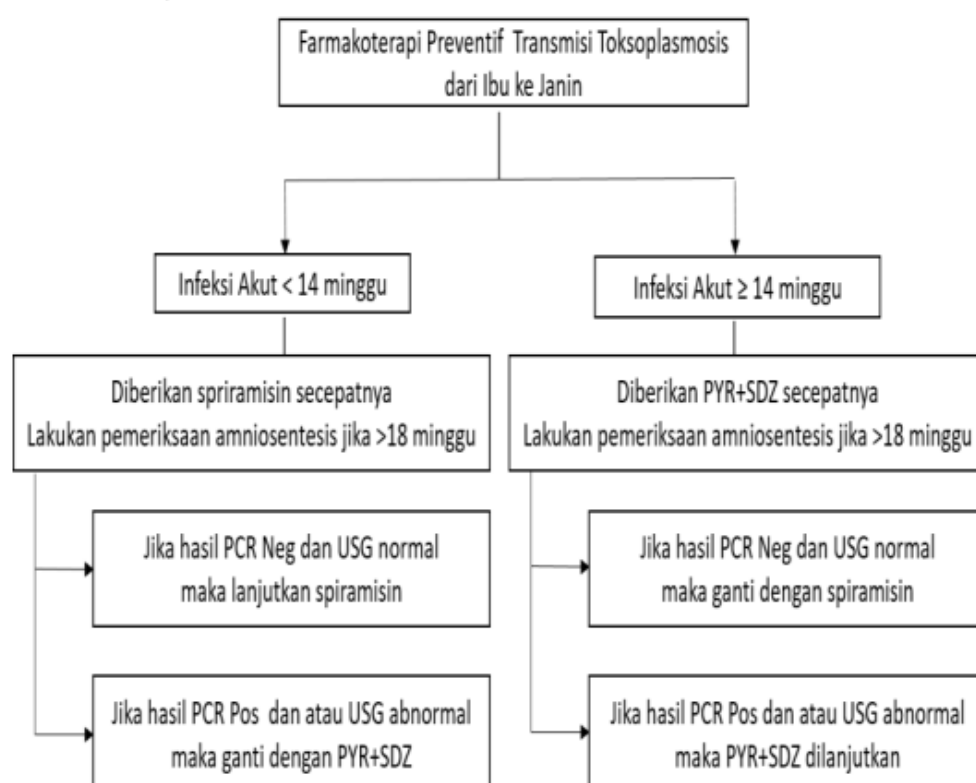 Farmakoterapi Preventif Transmisi Toksoplasmosis
dari Ibu ke Janin
Infeksi Akut < 14 minggu
Infeksi Akut ≥ 14 minggu
Diberikan spriramisin secepatnya
Lakukan pemeriksaan amniosentesis jika >18 minggu
Diberikan PYR+SDZ secepatnya
Lakukan pemeriksaan amniosentesis jika >18 minggu
Jika hasil PCR Neg dan USG normal
maka lanjutkan spiramisin
Jika hasil PCR Neg dan USG normal
maka ganti dengan spiramisin
Jika hasil PCR Pos dan atau USG abnormal
maka ganti dengan PYR+SDZ
Jika hasil PCR Pos dan atau USG abnormal
maka PYR+SDZ dilanjutkan